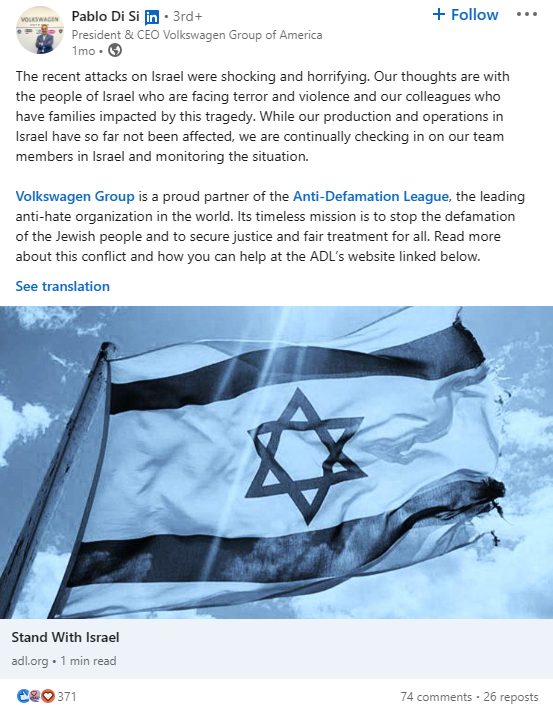 Pablo Di Si in • 3rd+
+ Follow
President & CEO Volkswagen Group of America
1mo •
The recent attacks on Israel were shocking and horrifying. Our thoughts are with
the people of Israel who are facing terror and violence and our colleagues who
have families impacted by this tragedy. While our production and operations in
Israel have so far not been affected, we are continually checking in on our team
members in Israel and monitoring the situation.
Volkswagen Group is a proud partner of the Anti-Defamation League, the leading
anti-hate organization in the world. Its timeless mission is to stop the defamation
of the Jewish people and to secure justice and fair treatment for all. Read more
about this conflict and how you can help at the ADL's website linked below.
See translation
Stand With Israel
adl.org • 1 min read
371
74 comments • 26 reposts